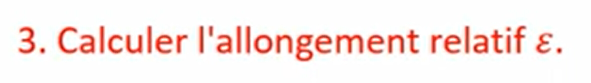 3. Calculer l'allongement relatif ε.